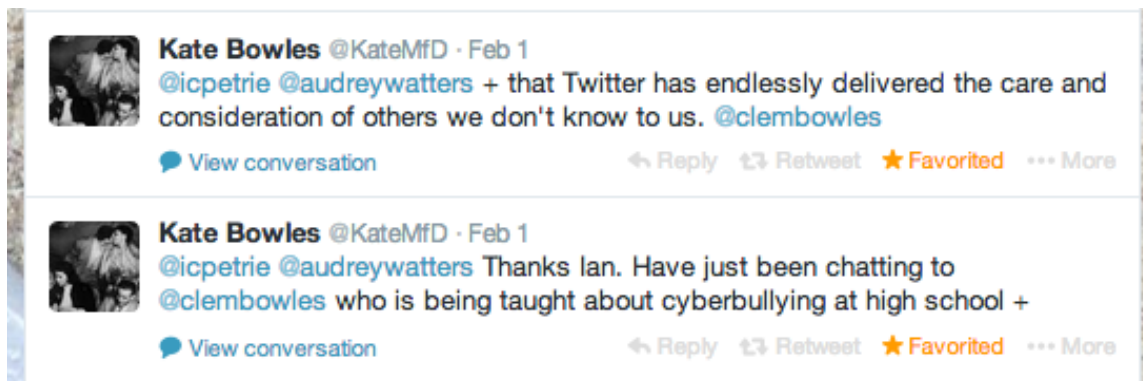 Kate Bowles @KateMfD · Feb 1
@icpetrie @audreywatters + that Twitter has endlessly delivered the care and
consideration of others we don't know to us. @clembowles
View conversation Reply Retweet Favorited More
Kate Bowles @KateMfD · Feb 1
@icpetrie @audreywatters Thanks Ian. Have just been chatting to
@clembowles who is being taught about cyberbullying at high school +
View conversation Reply Retweet Favorited More